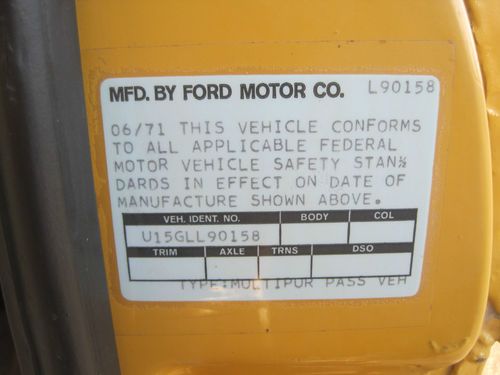 MFD. BY FORD MOTOR CO. L90158
06/71 THIS VEHICLE CONFORMS
TO ALL APPLICABLE FEDERAL
MOTOR VEHICLE SAFETY STAN½
DARDS IN EFFECT ON DATE OF
MANUFACTURE SHOWN ABOVE.
VEH. IDENT. NO. BODY COL
U15GLL90158
TRIM AXLE TRNS DSO
TYPE:MULTIPUR PASS VEH